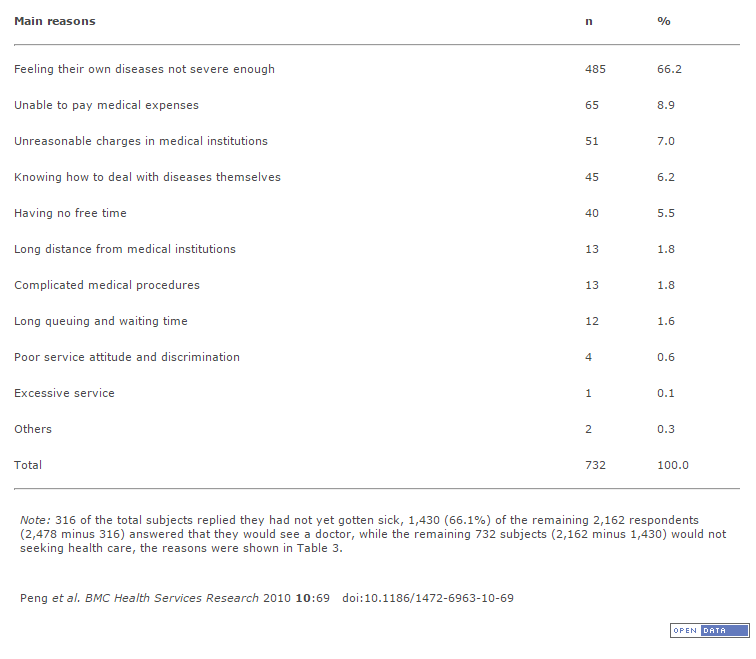 Main reasons n %
Feeling their own diseases not severe enough 485 66.2
Unable to pay medical expenses 65 8.9
Unreasonable charges in medical institutions 51 7.0
Knowing how to deal with diseases themselves 45 6.2
Having no free time 40 5.5
Long distance from medical institutions 13 1.8
Complicated medical procedures 13 1.8
Long queuing and waiting time 12 1.6
Poor service attitude and discrimination 4 0.6
Excessive service 1 0.1
Others 2 0.3
Total 732 100.0
Note: 316 of the total subjects replied they had not yet gotten sick, 1,430 (66.1%) of the remaining 2,162 respondents
(2,478 minus 316) answered that they would see a doctor, while the remaining 732 subjects (2,162 minus 1,430) would not
seeking health care, the reasons were shown in Table 3.
Peng et al. BMC Health Services Research 2010 10:69 doi:10.1186/1472-6963-10-69
OPEN DATA